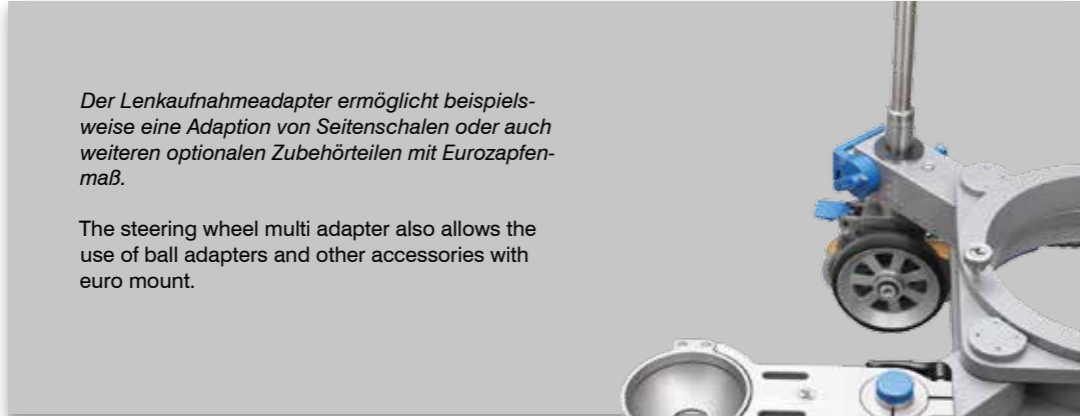 Der Lenkaufnahmeadapter ermöglicht beispiels-
weise eine Adaption von Seitenschalen oder auch
weiteren optionalen Zubehörteilen mit Eurozapfen-
maß.
The steering wheel multi adapter also allows the
use of ball adapters and other accessories with
euro mount.